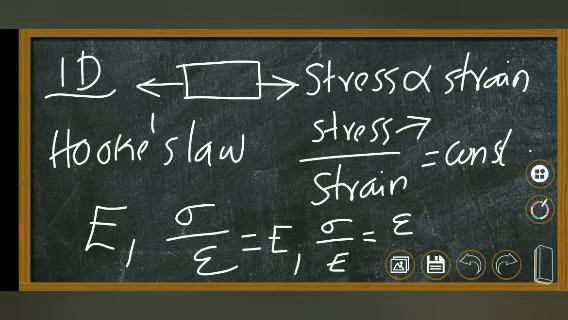 1D Stress ∝ strain
Hooke's law stress/strain = const.
E, σ/ε = E, σ/E = ε